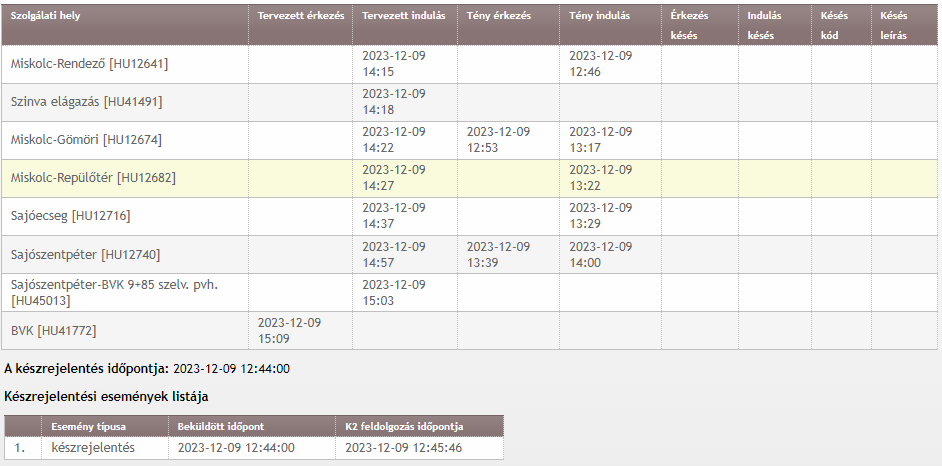 Szolgálati hely Tervezett érkezés Tervezett indulás Tény érkezés Tény indulás Érkezés késés Indulás késés Késés kód Késés leírás
Miskolc-Rendező [HU12641] 2023-12-09 14:15 2023-12-09 12:46
Szinva elágazás [HU41491] 2023-12-09 14:18
Miskolc-Gömöri [HU12674] 2023-12-09 14:22 2023-12-09 12:53 2023-12-09 13:17
Miskolc-Repülőtér [HU12682] 2023-12-09 14:27 2023-12-09 13:22
Sajóecseg [HU12716] 2023-12-09 14:37 2023-12-09 13:29
Sajószentpéter [HU12740] 2023-12-09 14:57 2023-12-09 13:39 2023-12-09 14:00
Sajószentpéter-BVK 9+85 szelv. pvh. [HU45013] 2023-12-09 15:03
BVK [HU41772] 2023-12-09 15:09
A készrejelentés időpontja: 2023-12-09 12:44:00
Készrejelentési események listája
Esemény típusa Beküldött időpont K2 feldolgozás időpontja
1. készrejelentés 2023-12-09 12:44:00 2023-12-09 12:45:46